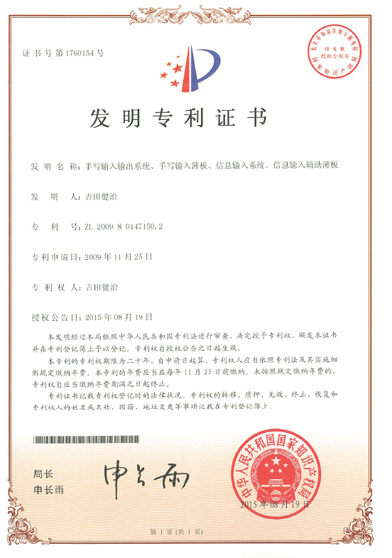 证书号第1760154号
印花税
代扣专用章
发明专利证书
发 明 名 称：手写输入输出系统、手写输入薄板、信息输入系统、信息输入辅助薄板
发 明 人：吉田健治
专 利 号：ZL 2009 8 0147150.2
专利申请日：2009年11月25日
专 利 权 人：吉田健治
授权公告日：2015年08月19日
本发明经过本局依照中华人民共和国专利法进行审查，决定授予专利权，颁发本证书
并在专利登记簿上予以登记。专利权自授权公告之日起生效。
本专利的专利权期限为二十年，自申请日起算。专利权人应当依照专利法及其实施细
则规定缴纳年费。本专利的年费应当在每年11月25日前缴纳。未按照规定缴纳年费的，
专利权自应当缴纳年费期满之日起终止。
专利证书记载专利权登记时的法律状况。专利权的转移、质押、无效、终止、恢复和
专利权人的姓名或名称、国籍、地址变更等事项记载在专利登记簿上。
局长
申长雨
申长雨
中华人民共和国国家知识产权局
2015年08月19日
第 1 页 (共 1 页)